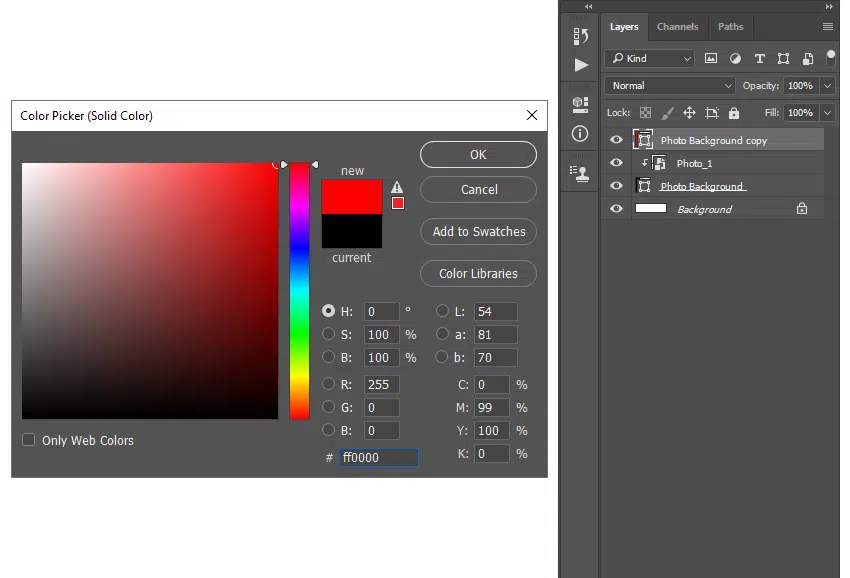 Color Picker (Solid Color)
new
current
OK
Cancel
Add to Swatches
Color Libraries
H: 0 °
S: 100 %
B: 100 %
R: 255
G: 0
B: 0
# ff0000
L: 54
a: 81
b: 70
C: 0 %
M: 99 %
Y: 100 %
K: 0 %
Only Web Colors
Layers Channels Paths
Kind
Normal Opacity: 100%
Lock: Fill: 100%
Photo Background copy
Photo_1
Photo Background
Background